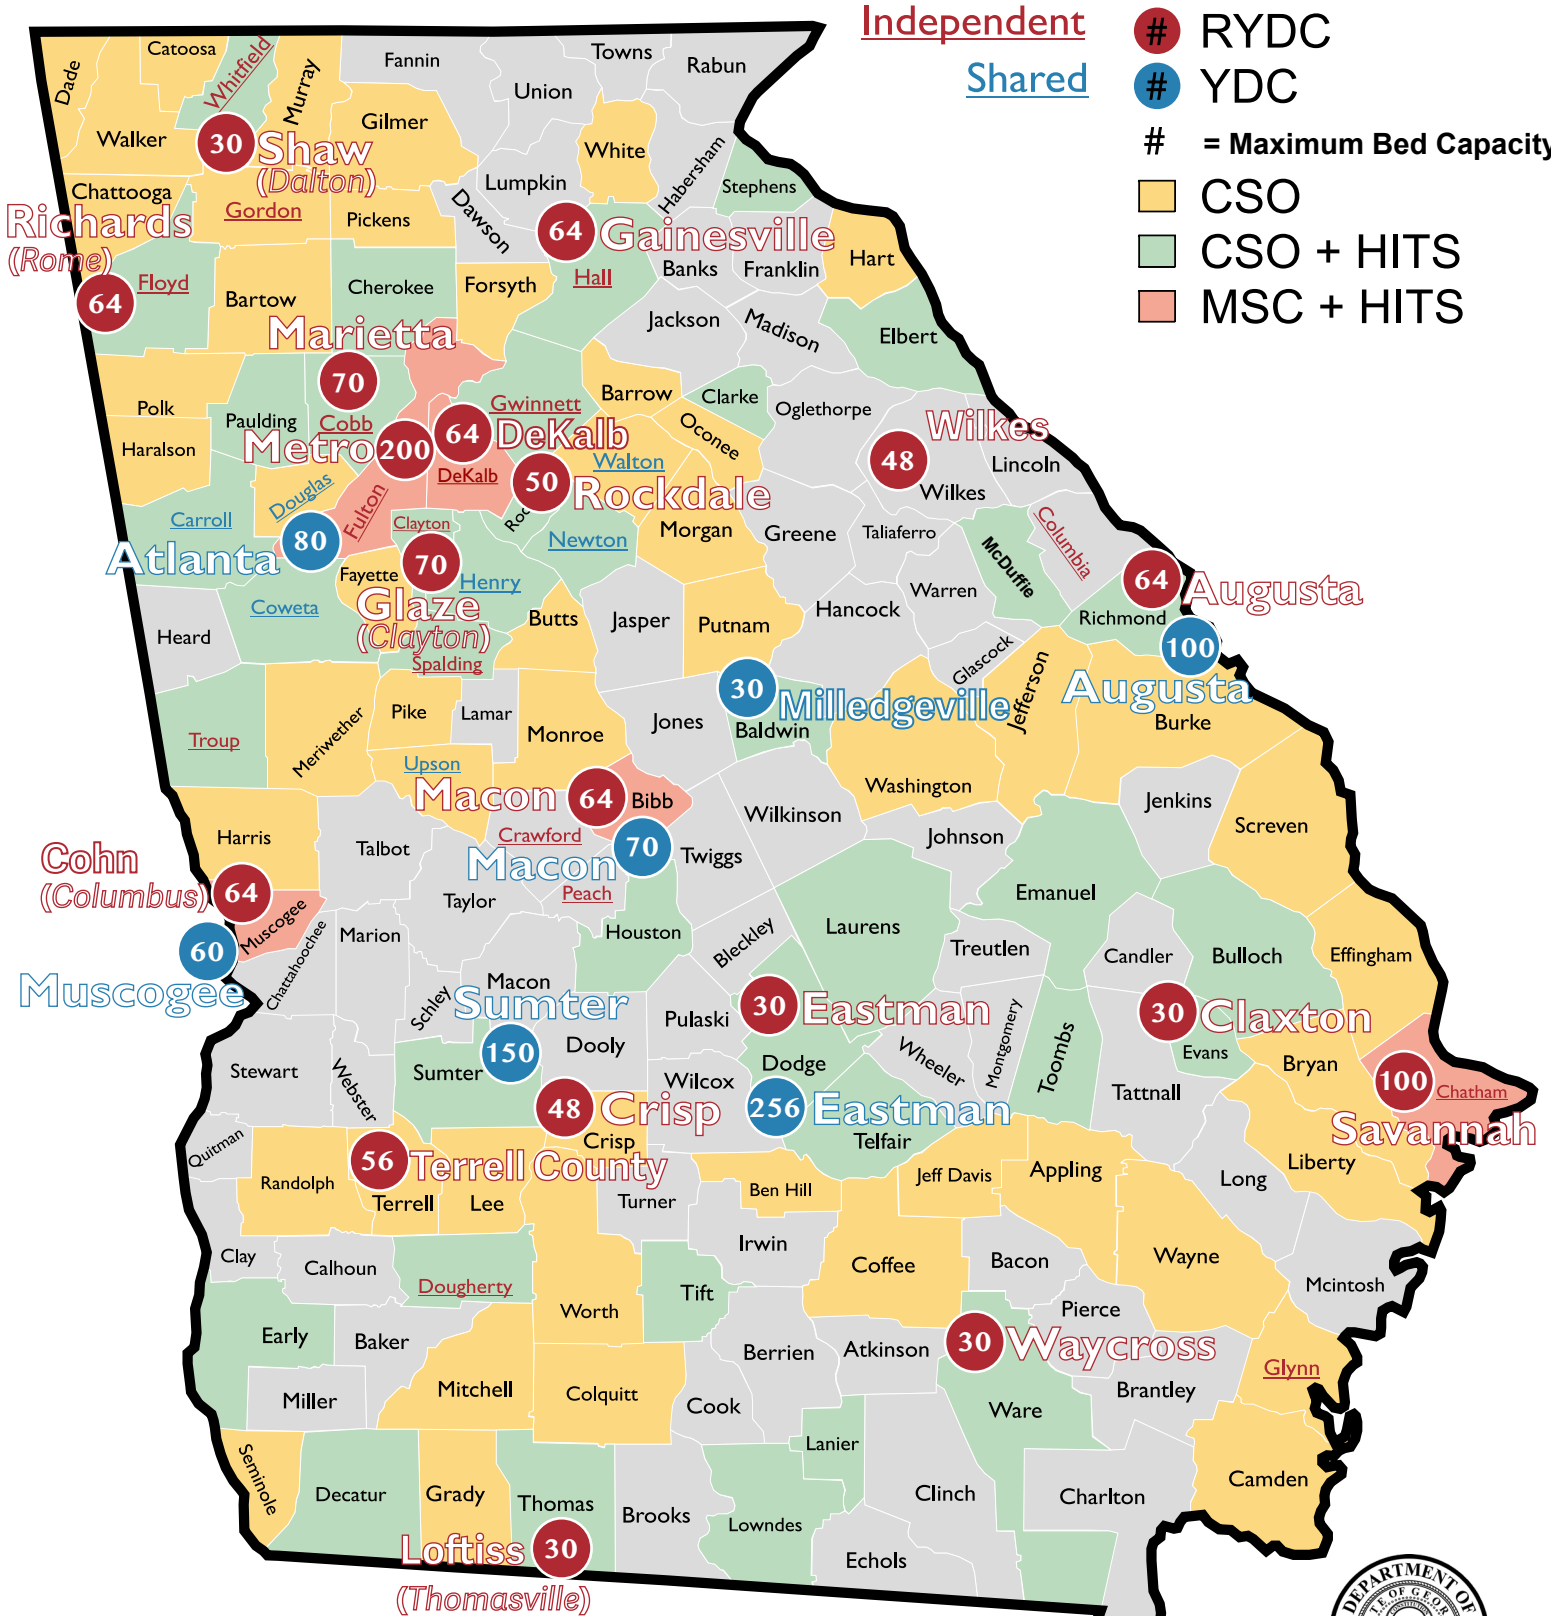 Independent
Shared
# RYDC
# YDC
# = Maximum Bed Capacity
CSO
CSO + HITS
MSC + HITS
Dade
Catoosa
Whitfield
Murray
Fannin
Towns
Rabun
Union
Walker
Gilmer
White
Habersham
Stephens
30
Shaw
(Dalton)
Chattooga
Richards
(Rome)
64
Gordon
Pickens
Lumpkin
Dawson
64
Gainesville
Hall
Banks
Franklin
Hart
Floyd
Bartow
Cherokee
Forsyth
Jackson
Madison
Elbert
Marietta
70
Cobb
Polk
Paulding
Haralson
Metro
200
64
DeKalb
DeKalb
Gwinnett
Barrow
Clarke
Oconee
Oglethorpe
Wilkes
48
Wilkes
Lincoln
Walton
50
Rockdale
Roc
Douglas
Fulton
Carroll
Atlanta
80
Clayton
70
Glaze
(Clayton)
Fayette
Henry
Newton
Morgan
Greene
Taliaferro
McDuffie
Columbia
64
Augusta
Richmond
100
Augusta
Coweta
Heard
Spalding
Butts
Jasper
Putnam
Hancock
Warren
Glascock
Jefferson
Burke
30
Milledgeville
Baldwin
Troup
Meriwether
Pike
Lamar
Upson
Monroe
Jones
Washington
Jenkins
Screven
Macon
64
Bibb
Crawford
Macon
70
Peach
Twiggs
Wilkinson
Johnson
Harris
Talbot
Taylor
Cohn
(Columbus)
64
Muscogee
60
Muscogee
Chattahoochee
Marion
Houston
Bleckley
Laurens
Emanuel
Treutlen
Candler
Bulloch
Effingham
Macon
Schley
Sumter
150
Sumter
Dooly
Pulaski
30
Eastman
Dodge
Wheeler
Montgomery
Toombs
30
Claxton
Evans
Tattnall
Bryan
100
Chatham
Savannah
Liberty
Stewart
Webster
Quitman
Wilcox
256
Eastman
Telfair
48
Crisp
Crisp
56
Terrell County
Randolph
Terrell
Lee
Turner
Ben Hill
Jeff Davis
Appling
Long
Clay
Calhoun
Dougherty
Worth
Tift
Irwin
Coffee
Bacon
Wayne
Mcintosh
Early
Baker
Miller
Mitchell
Colquitt
Cook
Berrien
Atkinson
30
Waycross
Pierce
Ware
Brantley
Glynn
Seminole
Decatur
Grady
Thomas
Loftiss
30
(Thomasville)
Brooks
Lowndes
Lanier
Clinch
Echols
Charlton
Camden
DEPARTMENT OF